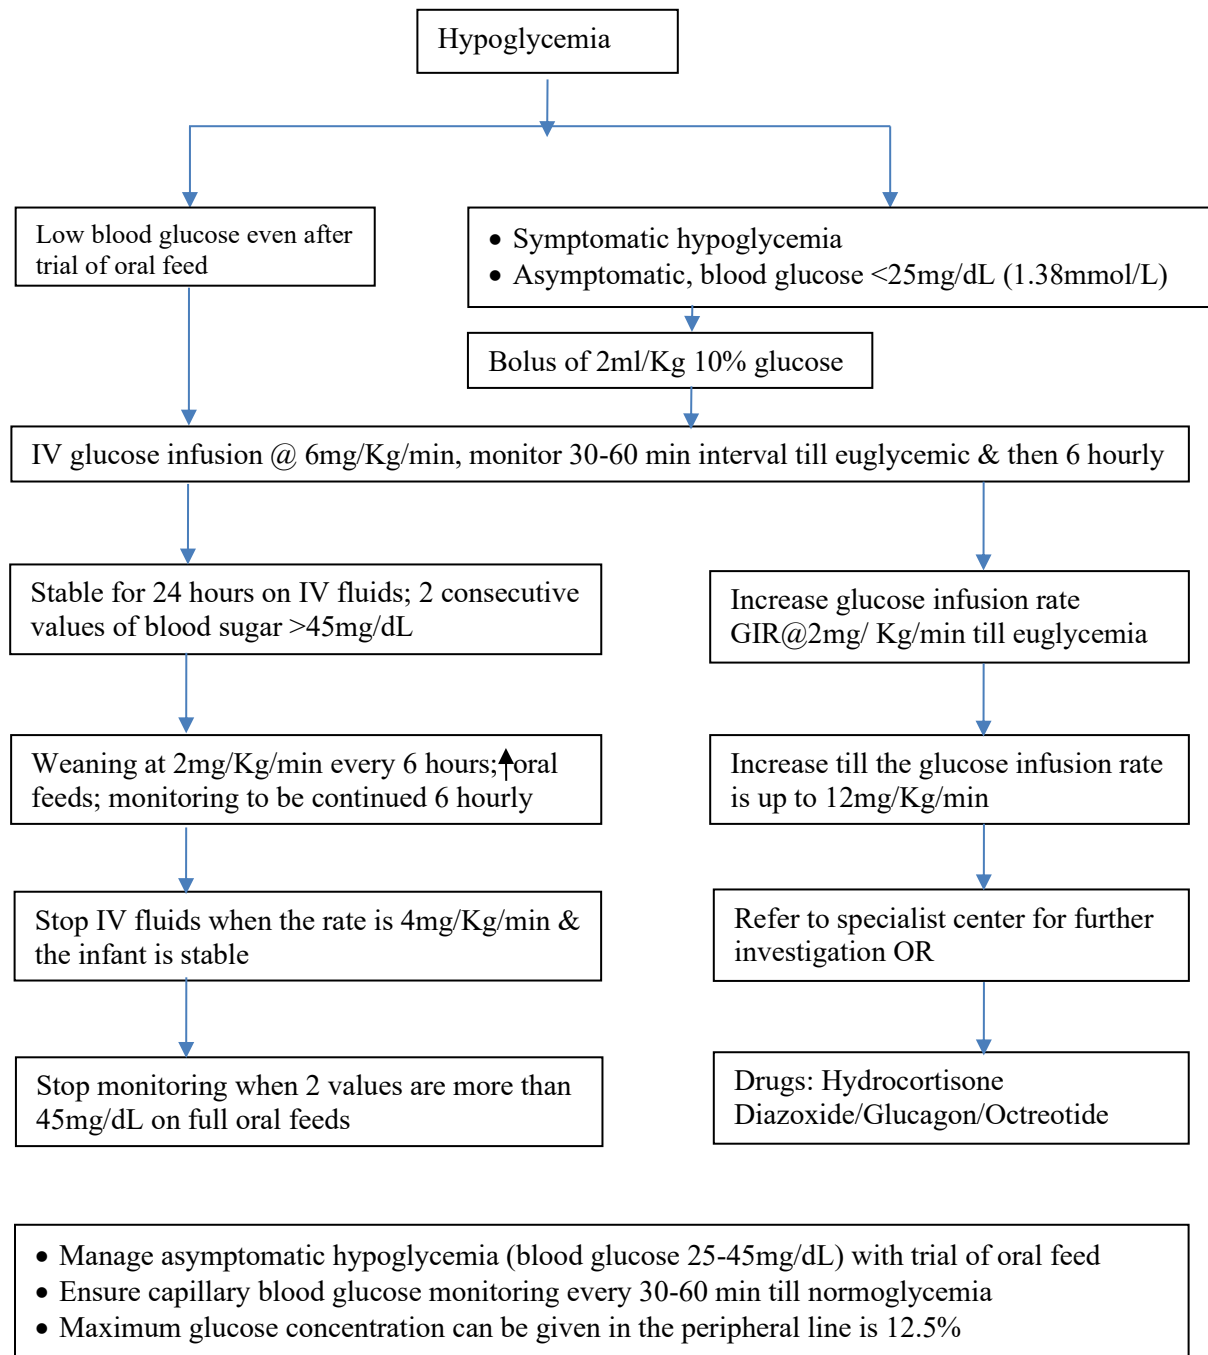 Hypoglycemia
Low blood glucose even after
trial of oral feed
• Symptomatic hypoglycemia
• Asymptomatic, blood glucose <25mg/dL (1.38mmol/L)
Bolus of 2ml/Kg 10% glucose
IV glucose infusion @ 6mg/Kg/min, monitor 30-60 min interval till euglycemic & then 6 hourly
Stable for 24 hours on IV fluids; 2 consecutive
values of blood sugar >45mg/dL
Weaning at 2mg/Kg/min every 6 hours;↑oral
feeds; monitoring to be continued 6 hourly
Stop IV fluids when the rate is 4mg/Kg/min &
the infant is stable
Stop monitoring when 2 values are more than
45mg/dL on full oral feeds
Increase glucose infusion rate
GIR@2mg/ Kg/min till euglycemia
Increase till the glucose infusion rate
is up to 12mg/Kg/min
Refer to specialist center for further
investigation OR
Drugs: Hydrocortisone
Diazoxide/Glucagon/Octreotide
• Manage asymptomatic hypoglycemia (blood glucose 25-45mg/dL) with trial of oral feed
• Ensure capillary blood glucose monitoring every 30-60 min till normoglycemia
• Maximum glucose concentration can be given in the peripheral line is 12.5%